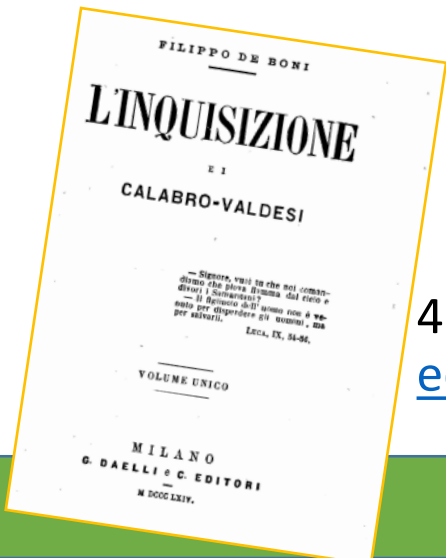 FILIPPO DE BONI
L'INQUISIZIONE
E I
CALABRO-VALDESI
— Signore, vuoi tu che noi coman-
diamo che piova fiamma dal cielo e
divori i Samaritani?
— Il figliuolo dell' uomo non è ve-
nuto per disperdere gli uomini, ma
per salvarli.
LUCA, IX, 54-56.
VOLUME UNICO
MILANO
G. DAELLI e C. EDITORI
M DCCC LXIV.
4
e